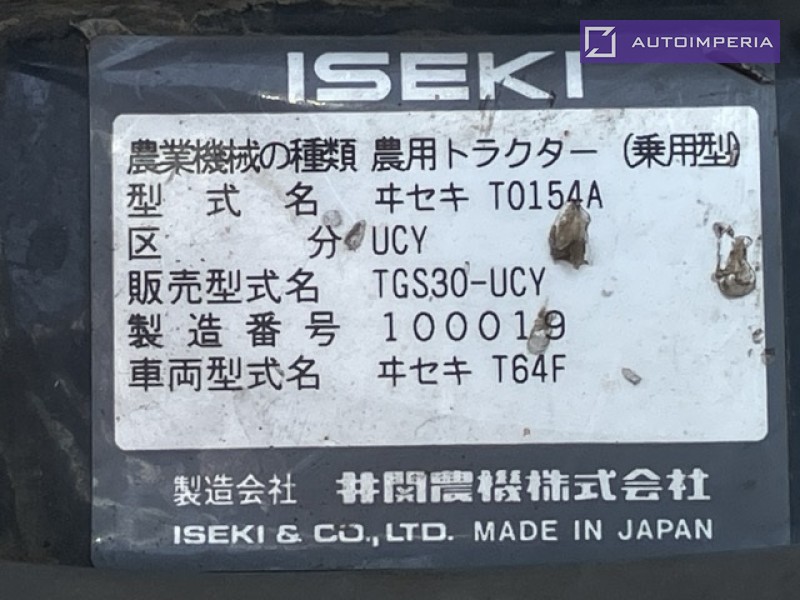 AUTOIMPERIA
ISEKI
農業機械の種類 農用トラクター (乗用型)
型式名 ヰセキ TO154A
区分 UCY
販売型式名 TGS30-UCY
製造番号 100019
車両型式名 ヰセキ T64F
製造会社 井関農機株式会社
ISEKI & CO.,LTD. MADE IN JAPAN